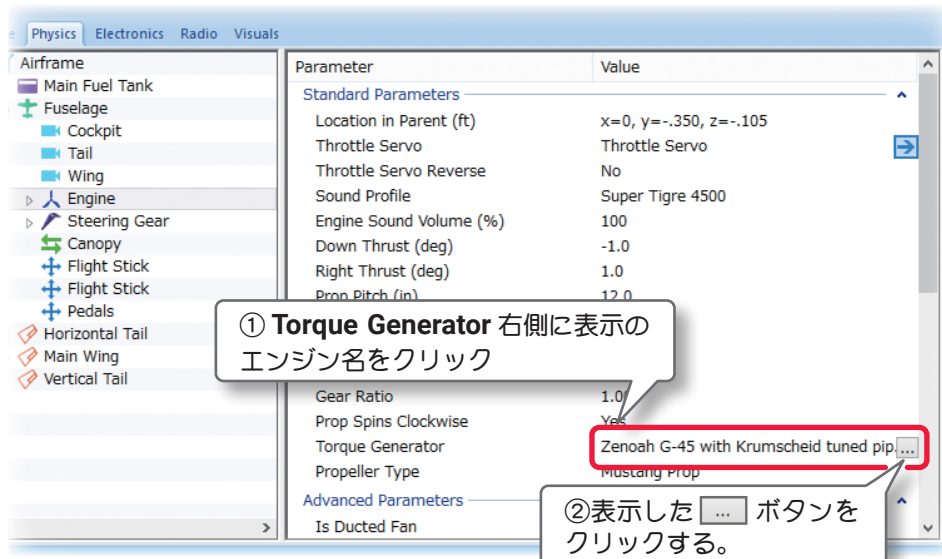 Physics Electronics Radio Visuals
Airframe
Main Fuel Tank
Fuselage
Cockpit
Tail
Wing
Engine
Steering Gear
Canopy
Flight Stick
Flight Stick
Pedals
Horizontal Tail
Main Wing
Vertical Tail
Parameter Value
Standard Parameters
Location in Parent (ft) x=0, y=-.350, z=-.105
Throttle Servo Throttle Servo
Throttle Servo Reverse No
Sound Profile Super Tigre 4500
Engine Sound Volume (%) 100
Down Thrust (deg) -1.0
Right Thrust (deg) 1.0
Prop Pitch (in) 12.0
① Torque Generator 右側に表示の
エンジン名をクリック
Gear Ratio
Prop Spins Clockwise Yes
Torque Generator Zenoah G-45 with Krumscheid tuned pip...
Propeller Type Mustang Prop
Advanced Parameters
Is Ducted Fan
②表示した ... ボタンを
クリックする。